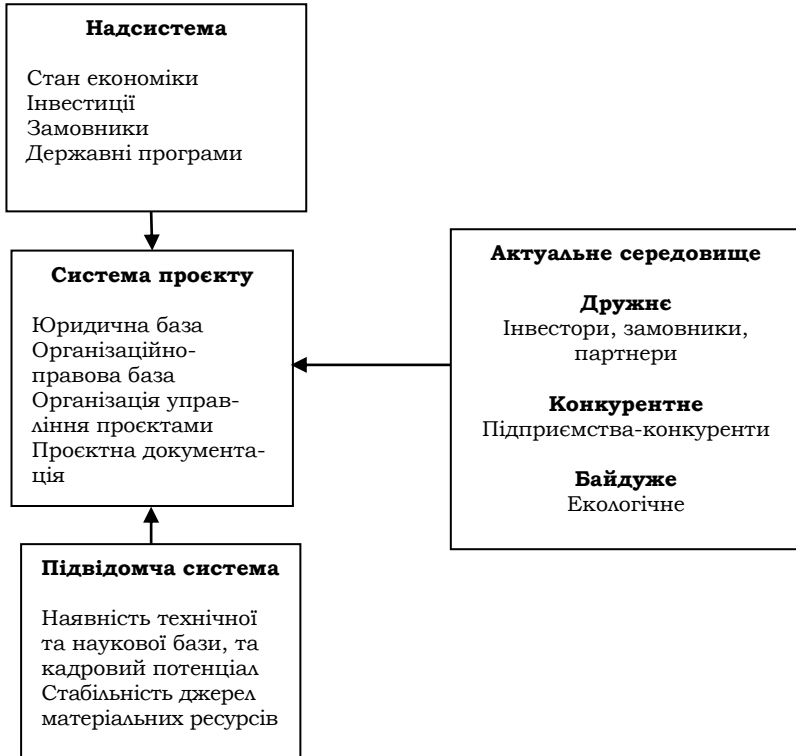 Надсистема
Стан економіки
Інвестиції
Замовники
Державні програми
Система проєкту
Юридична база
Організаційно-
правова база
Організація управ-
ління проєктами
Проєктна документа-
ція
Актуальне середовище
Дружнє
Інвестори, замовники,
партнери
Конкурентне
Підприємства-конкуренти
Байдуже
Екологічне
Підвідомча система
Наявність технічної
та наукової бази, та
кадровий потенціал
Стабільність джерел
матеріальних ресурсів